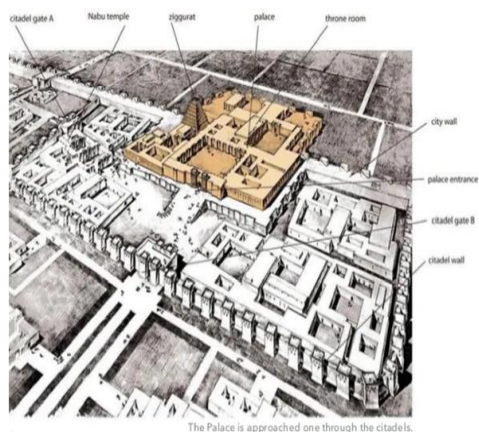 citadel gate A
Nabu temple
ziggurat
palace
throne room
city wall
palace entrance
citadel gate B
citadel wall
The Palace is approached one through the citadels.